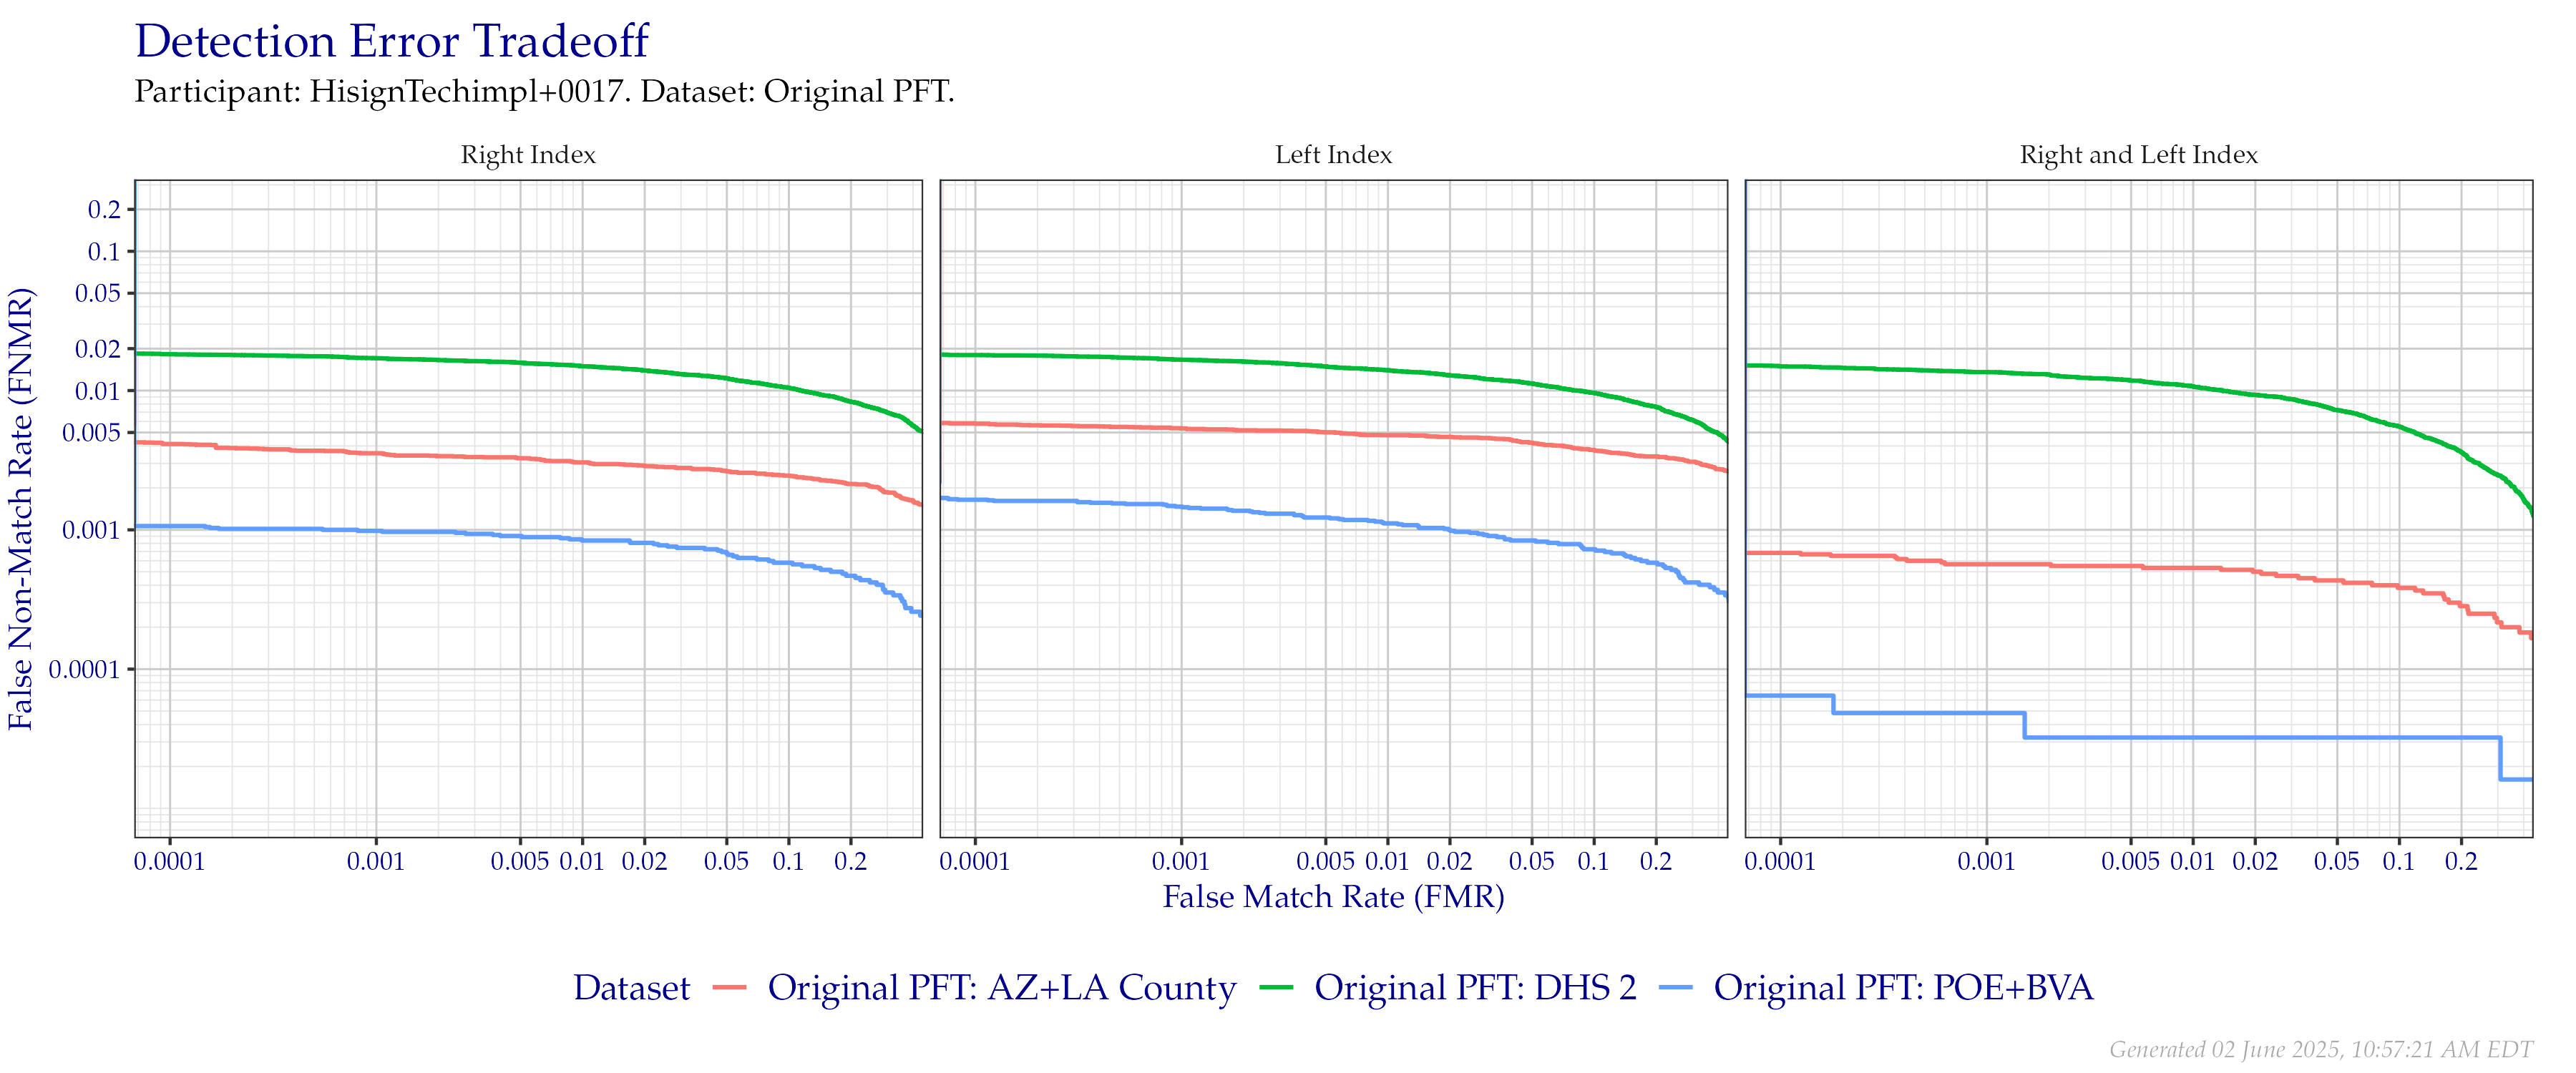 Detection Error Tradeoff
Participant: HisignTechimpl+0017. Dataset: Original PFT.
Right Index
Left Index
Right and Left Index
False Non-Match Rate (FNMR)
0.2
0.1
0.05
0.02
0.01
0.005
0.001
0.0001
0.0001 0.001 0.005 0.01 0.02 0.05 0.1 0.2
0.0001 0.001 0.005 0.01 0.02 0.05 0.1 0.2
0.0001 0.001 0.005 0.01 0.02 0.05 0.1 0.2
False Match Rate (FMR)
Dataset Original PFT: AZ+LA County Original PFT: DHS 2 Original PFT: POE+BVA
Generated 02 June 2025, 10:57:21 AM EDT